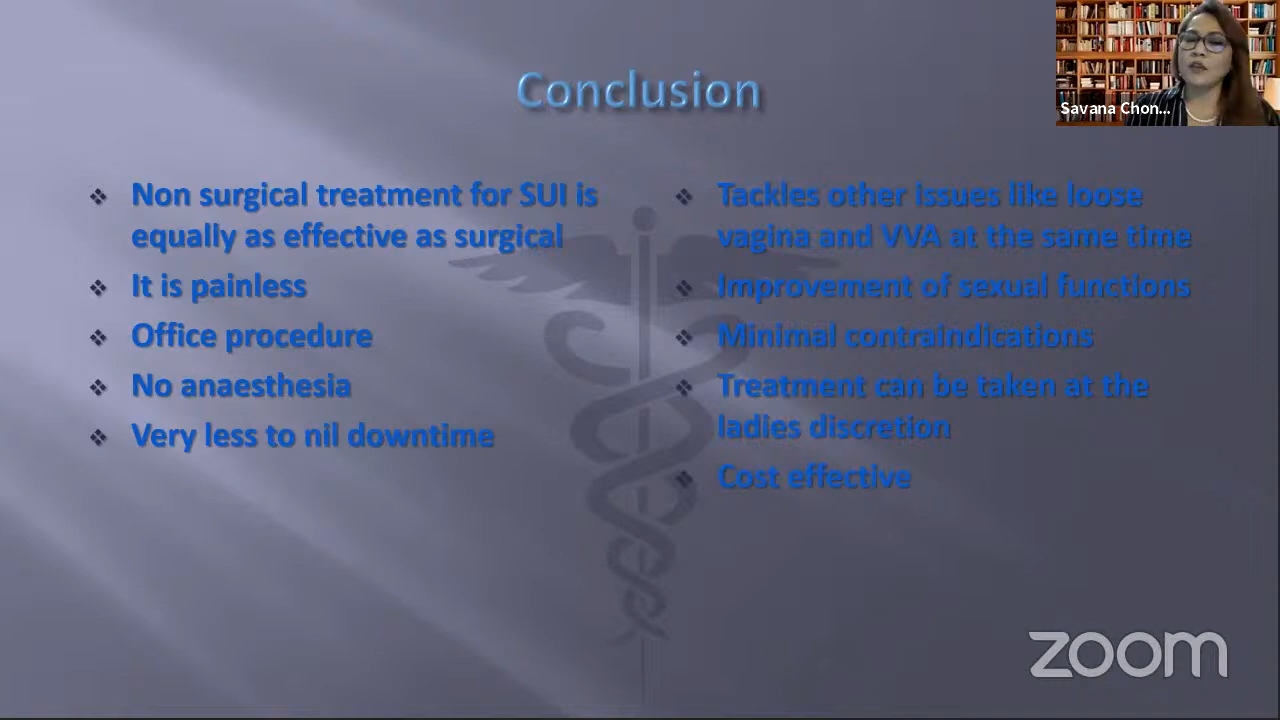 Conclusion
Savana Chon...
Non surgical treatment for SUI is
equally as effective as surgical
It is painless
Office procedure
No anaesthesia
Very less to nil downtime
Tackles other issues like loose
vagina and VVA at the same time
Improvement of sexual functions
Minimal contraindications
Treatment can be taken at the
ladies discretion
Cost effective
zoom